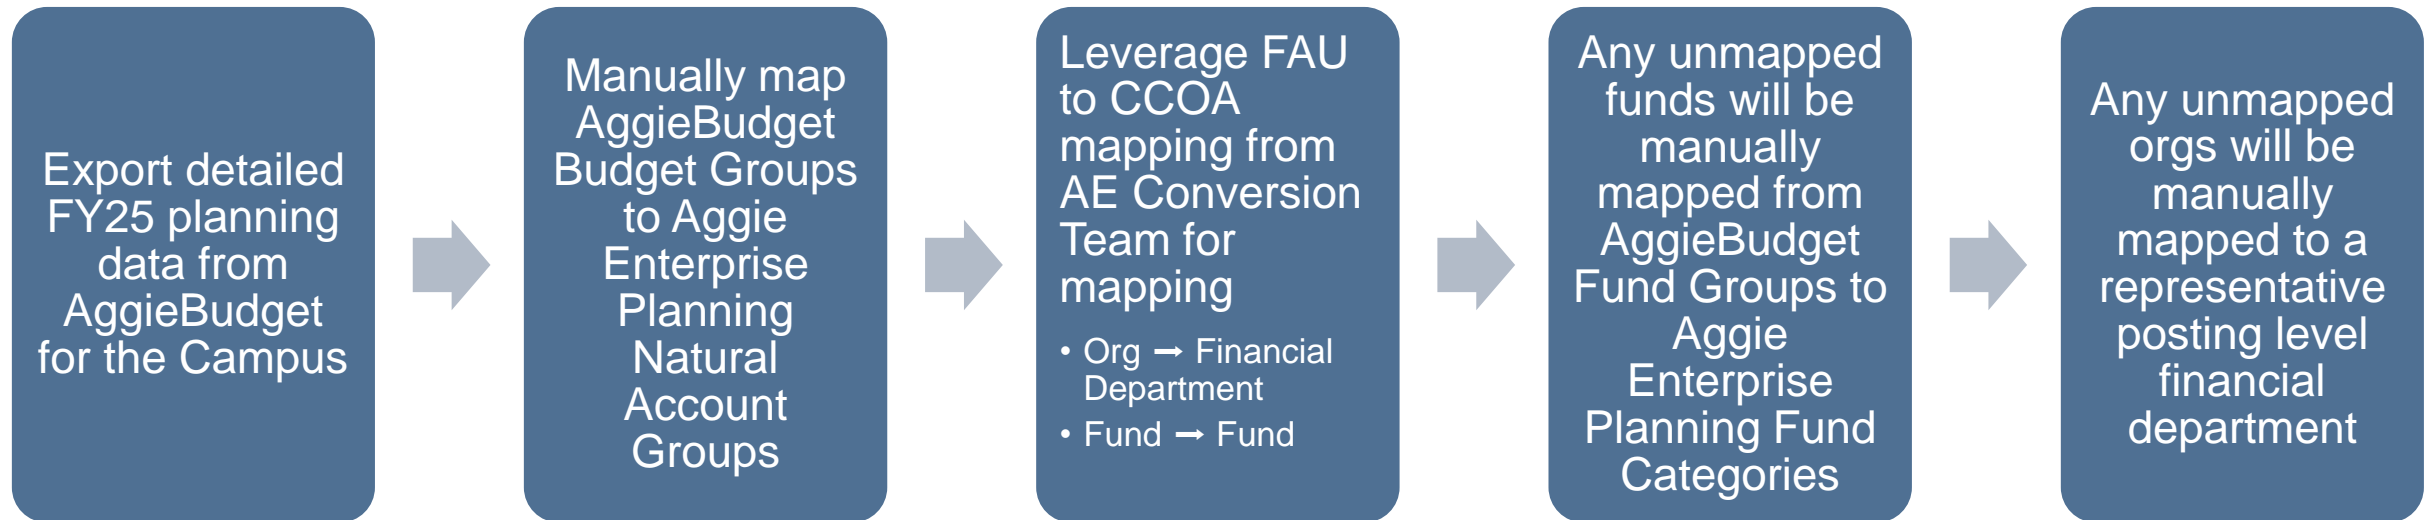 Export detailed
FY25 planning
data from
AggieBudget
for the Campus
Manually map
AggieBudget
Budget Groups
to Aggie
Enterprise
Planning
Natural
Account
Groups
Leverage FAU
to CCOA
mapping from
AE Conversion
Team for
mapping
• Org → Financial
Department
• Fund → Fund
Any unmapped
funds will be
manually
mapped from
AggieBudget
Fund Groups to
Aggie
Enterprise
Planning Fund
Categories
Any unmapped
orgs will be
manually
mapped to a
representative
posting level
financial
department